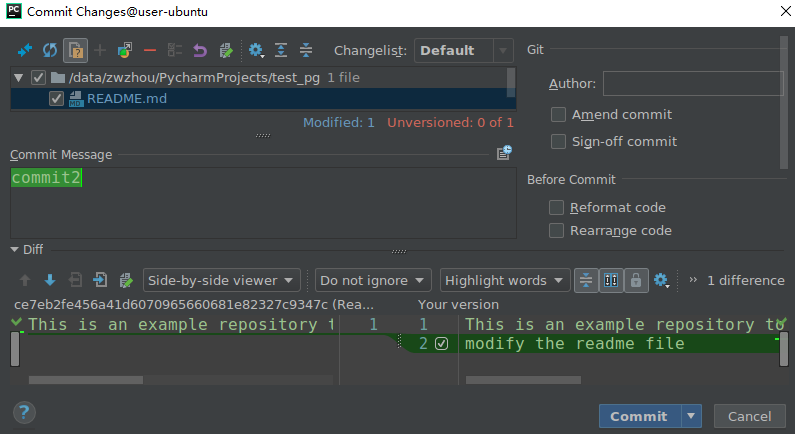 PC Commit Changes@user-ubuntu
Changelist: Default
/data/zwzhou/PycharmProjects/test_pg 1 file
MD README.md
Modified: 1 Unversioned: 0 of 1
Git
Author:
Amend commit
Sign-off commit
Commit Message
commit2
Before Commit
Reformat code
Rearrange code
Diff
Side-by-side viewer Do not ignore Highlight words ? » 1 difference
ce7eb2fe456a41d6070965660681e82327c9347c (Rea... Your version
This is an example repository t 1 1 This is an example repository to
2 modify the readme file
? Commit Cancel